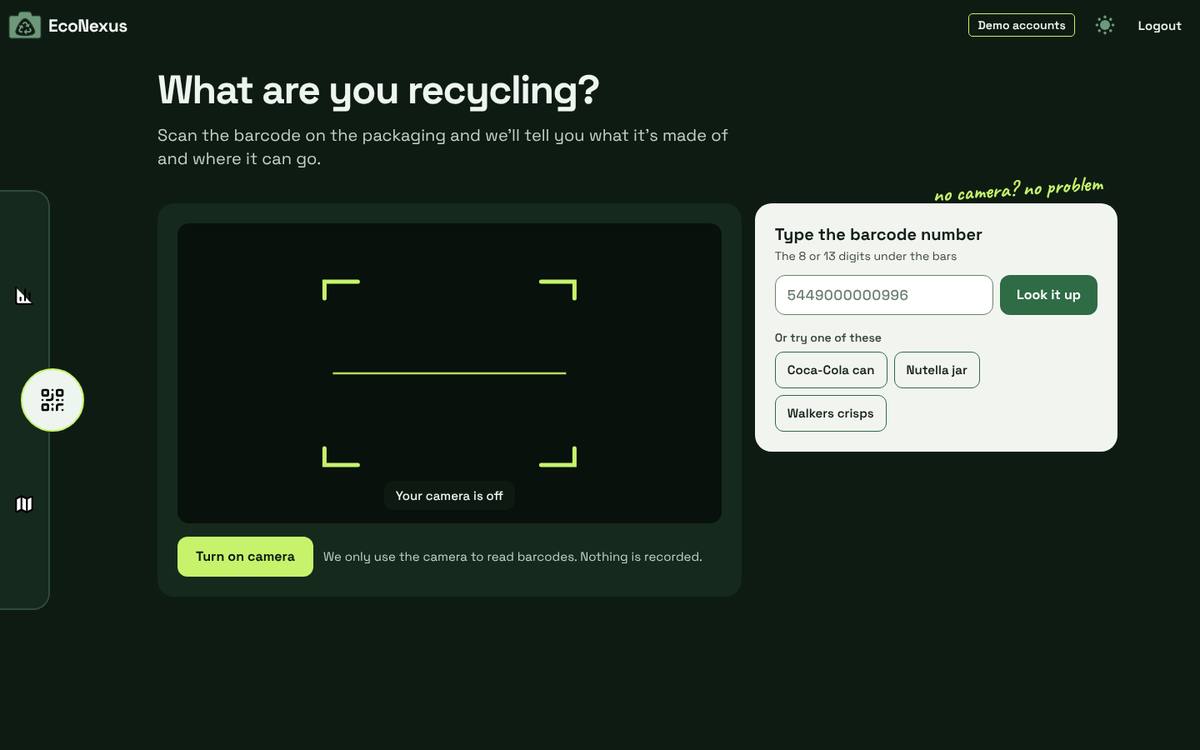 EcoNexus
Demo accounts
Logout
What are you recycling?
Scan the barcode on the packaging and we'll tell you what it's made of
and where it can go.
no camera? no problem
Type the barcode number
The 8 or 13 digits under the bars
5449000000996
Look it up
Or try one of these
Coca-Cola can
Nutella jar
Walkers crisps
Your camera is off
Turn on camera
We only use the camera to read barcodes. Nothing is recorded.